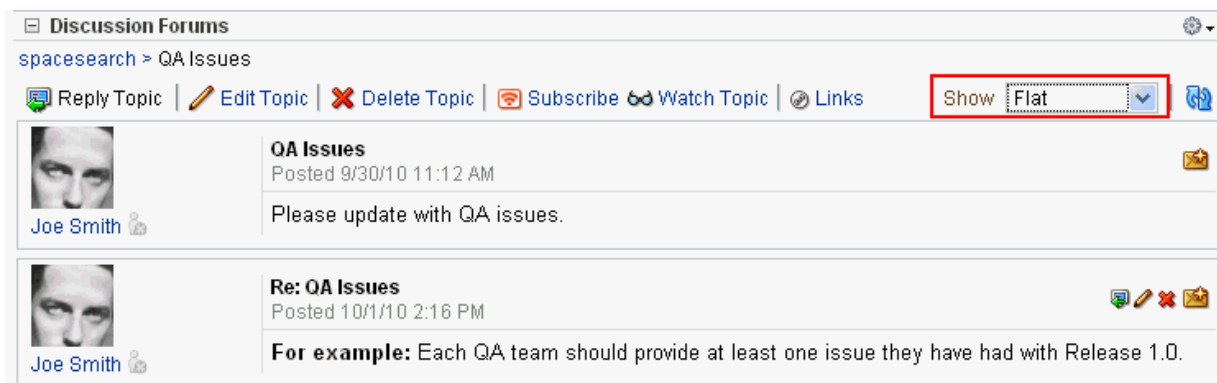 Discussion Forums
spacesearch > QA Issues
Reply Topic | Edit Topic | Delete Topic | Subscribe Watch Topic | Links Show Flat
QA Issues
Posted 9/30/10 11:12 AM
Joe Smith
Please update with QA issues.
Re: QA Issues
Posted 10/1/10 2:16 PM
Joe Smith
For example: Each QA team should provide at least one issue they have had with Release 1.0.